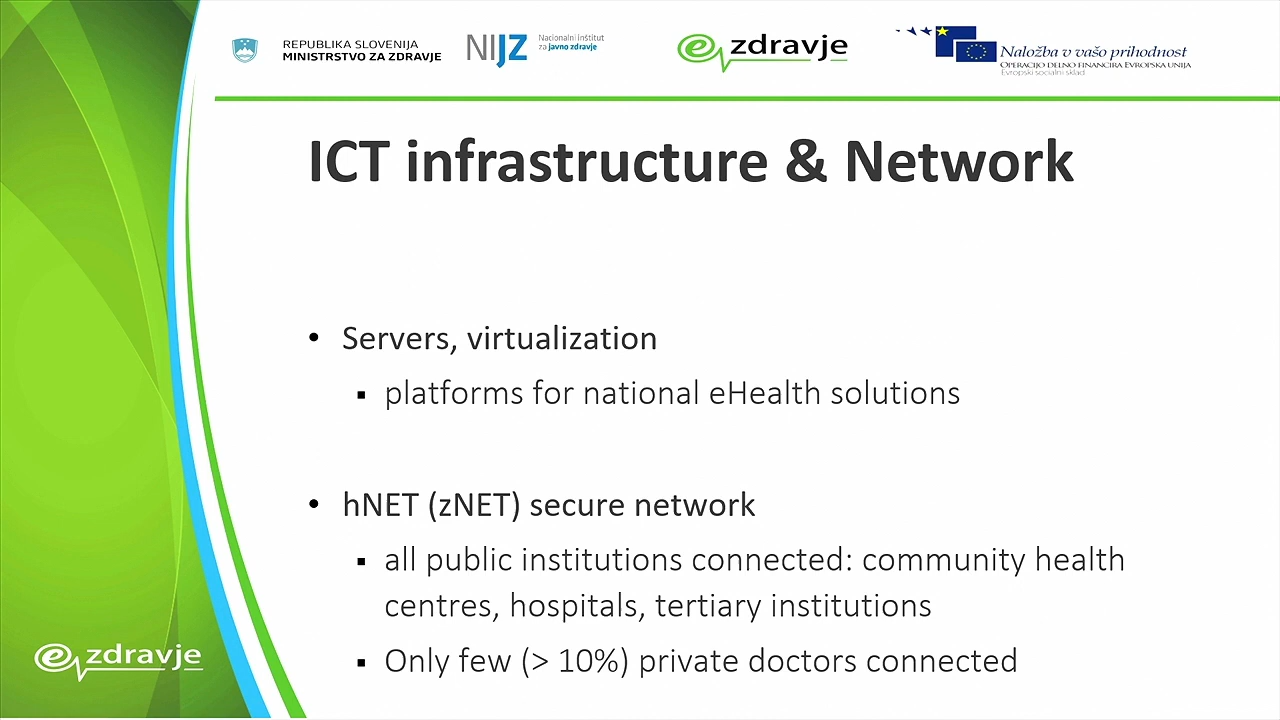 REPUBLIKA SLOVENIJA
MINISTRSTVO ZA ZDRAVJE
NIJZ
Nacionalni inštitut
za javno zdravje
e zdravje
Naložba v vašo prihodnost
OPERACIJO DELNO FINANCIRA EVROPSKA UNIJA
Evropski socialni sklad
ICT infrastructure & Network
• Servers, virtualization
▪ platforms for national eHealth solutions
• hNET (zNET) secure network
▪ all public institutions connected: community health
centres, hospitals, tertiary institutions
▪ Only few (> 10%) private doctors connected
e zdravje